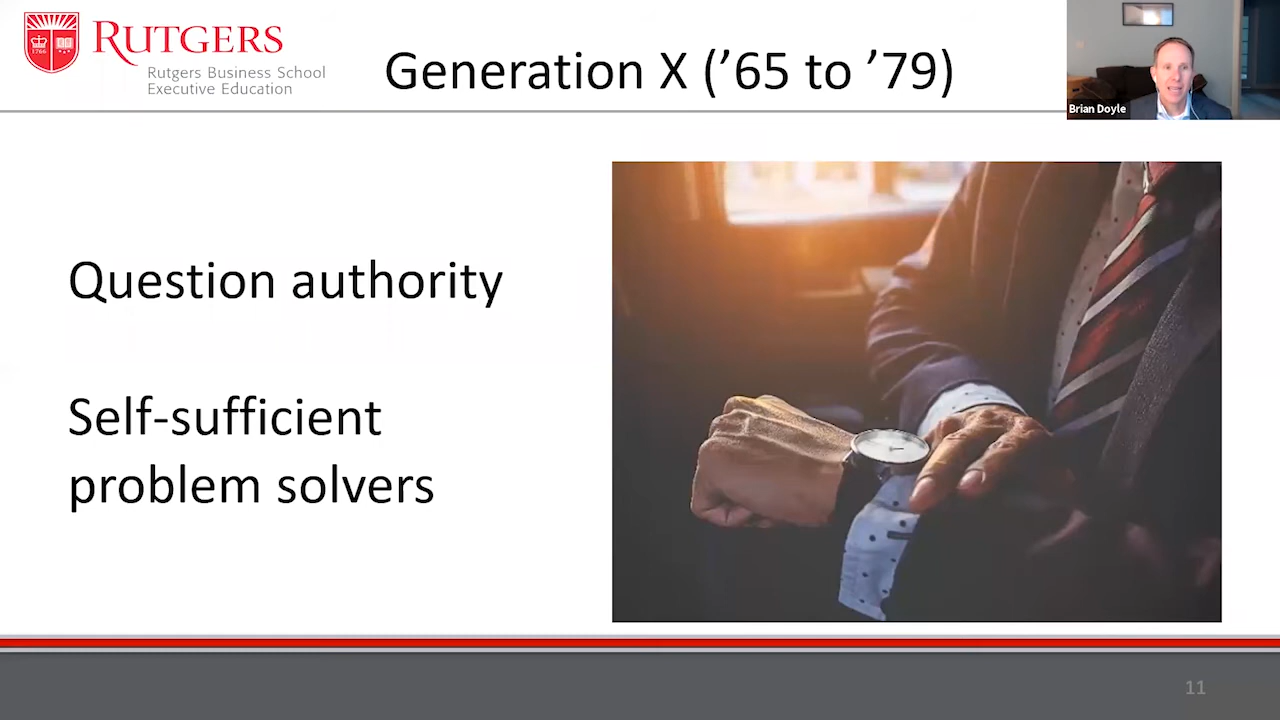 RUTGERS
1766
Rutgers Business School
Executive Education
Generation X (’65 to ’79)
Brian Doyle
Question authority
Self-sufficient
problem solvers
11